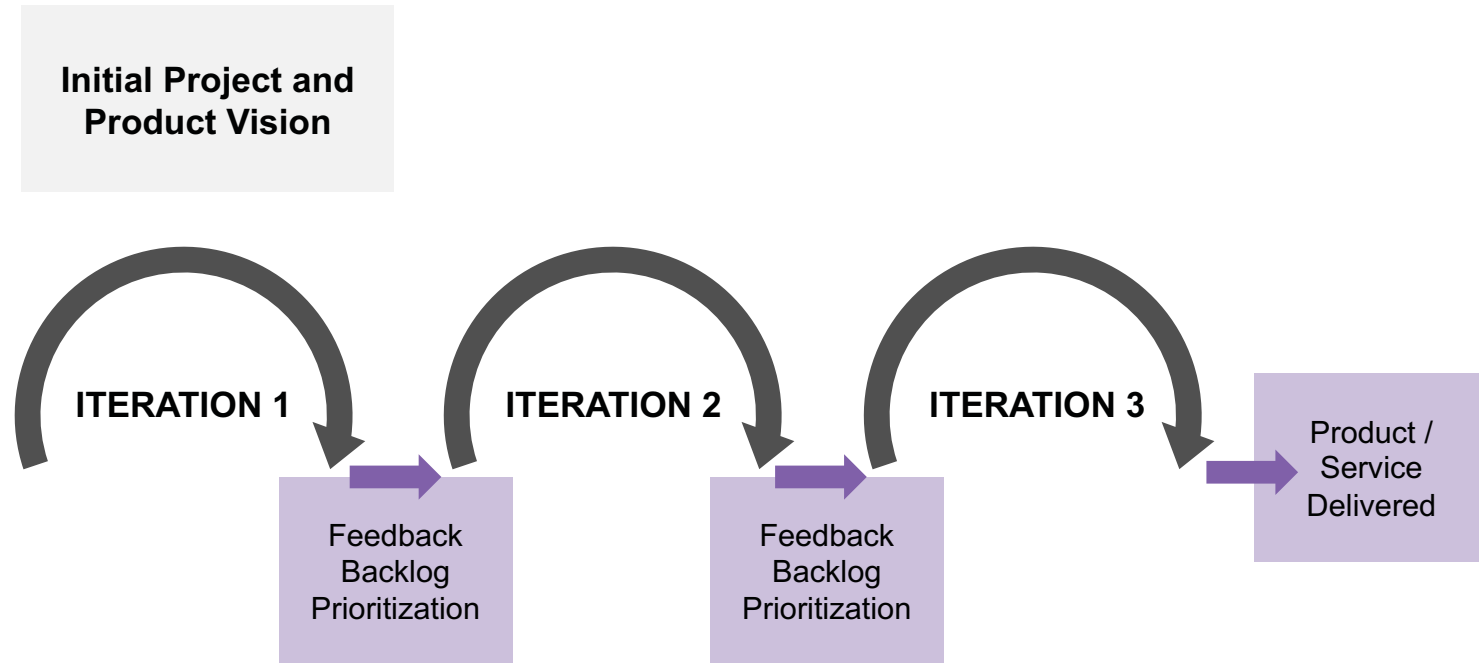 Initial Project and
Product Vision
ITERATION 1
ITERATION 2
ITERATION 3
Feedback
Backlog
Prioritization
Feedback
Backlog
Prioritization
Product /
Service
Delivered